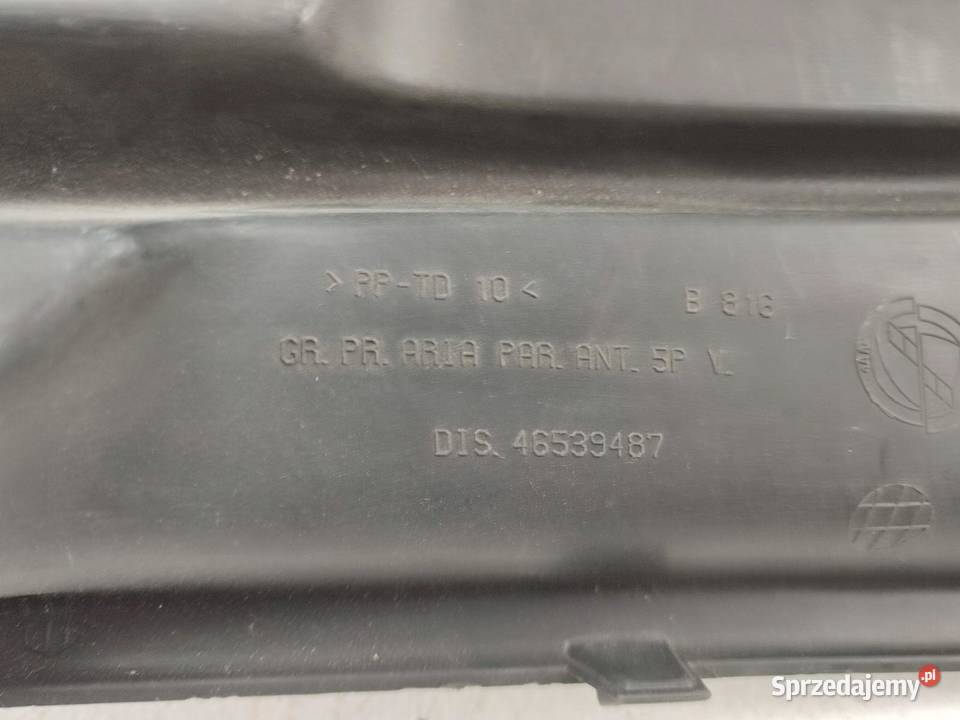 >PP-TD 10< B 816
GR. PR. ARIA PAR. ANT. 5P V.
DIS. 46539487
Sprzedajemy.pl